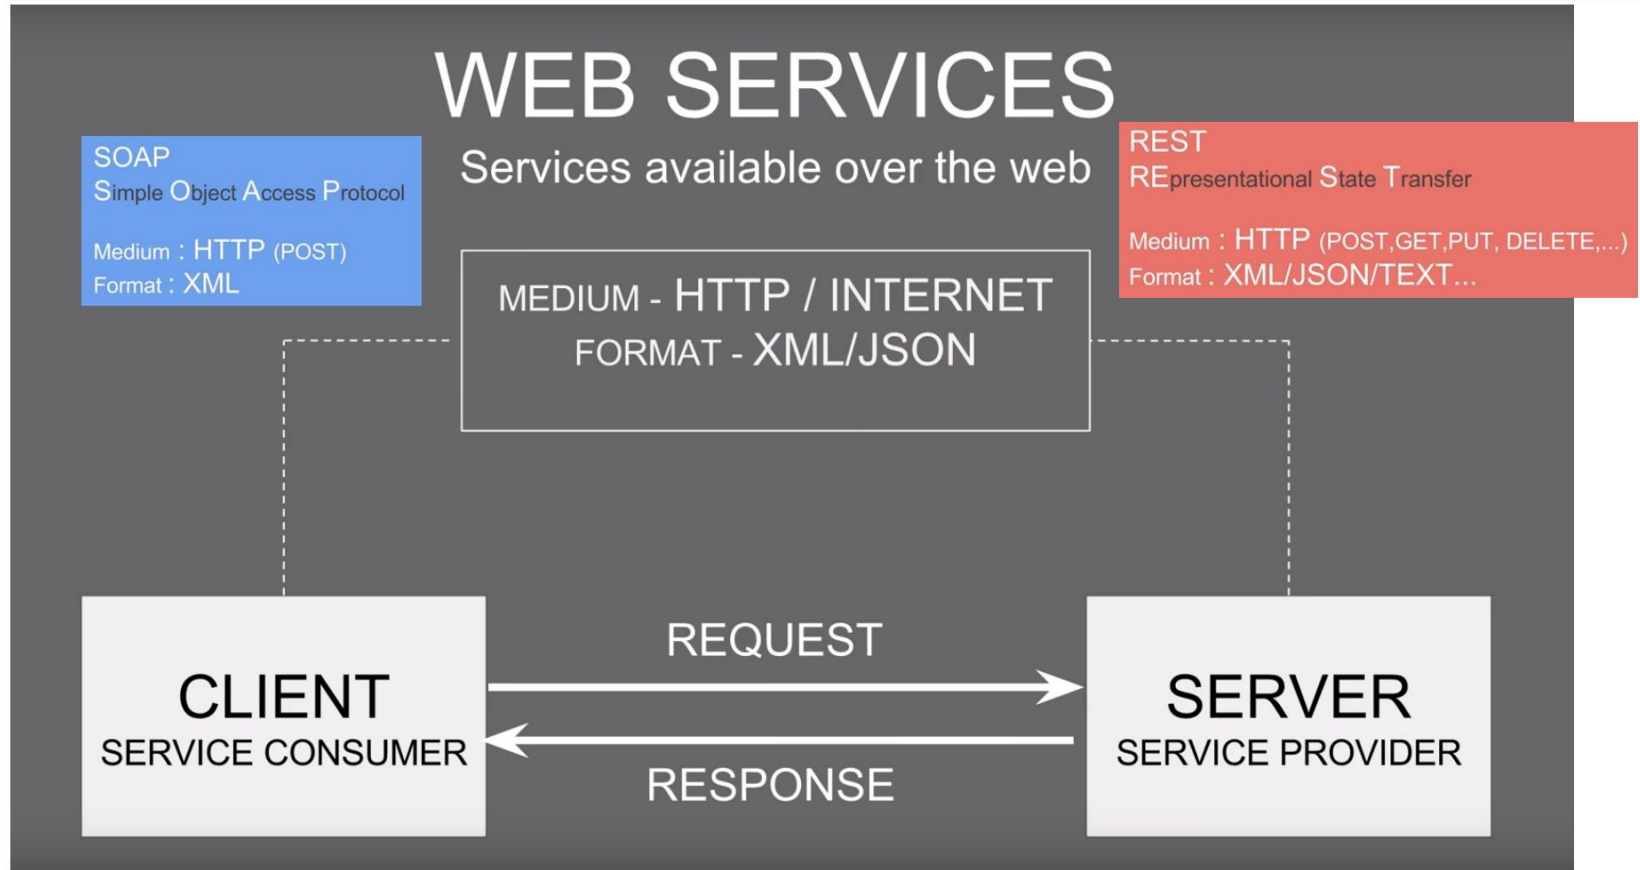 WEB SERVICES
Services available over the web
SOAP
Simple Object Access Protocol
Medium : HTTP (POST)
Format : XML
REST
REpresentational State Transfer
Medium : HTTP (POST,GET,PUT, DELETE,...)
Format : XML/JSON/TEXT...
MEDIUM - HTTP / INTERNET
FORMAT - XML/JSON
CLIENT
SERVICE CONSUMER
REQUEST
RESPONSE
SERVER
SERVICE PROVIDER